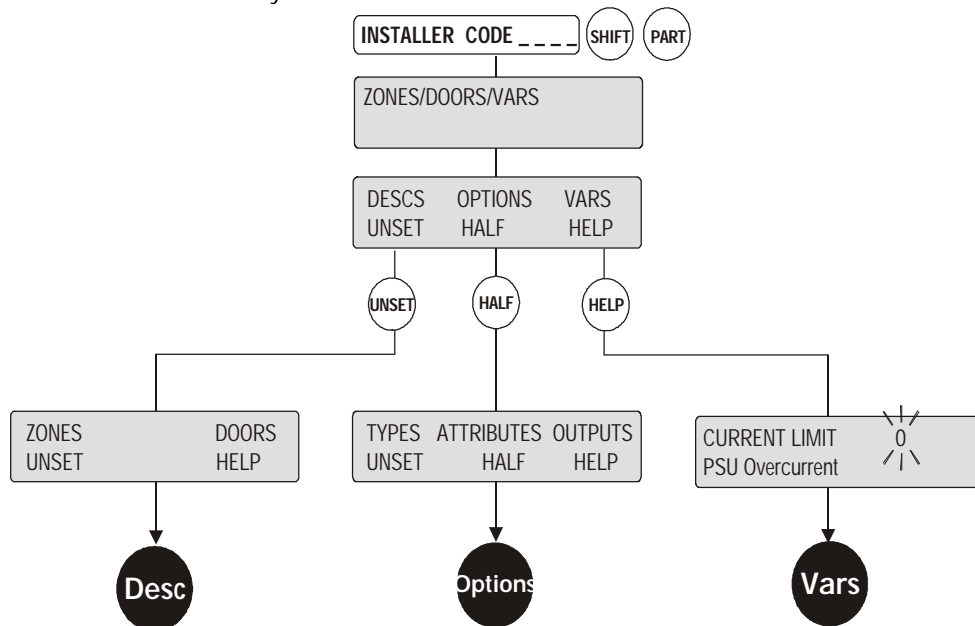 INSTALLER CODE _ _ _ _ SHIFT PART
ZONES/DOORS/VARS
DESCS OPTIONS VARS
UNSET HALF HELP
UNSET HALF HELP
ZONES DOORS
UNSET HELP
TYPES ATTRIBUTES OUTPUTS
UNSET HALF HELP
CURRENT LIMIT 0
PSU Overcurrent
Desc Options Vars